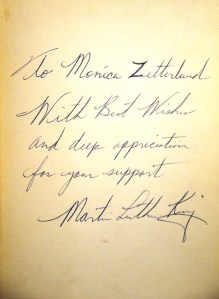 To Monica Zetterlund
With Best Wishes
and deep appreciation
for your support
Martin Luther King